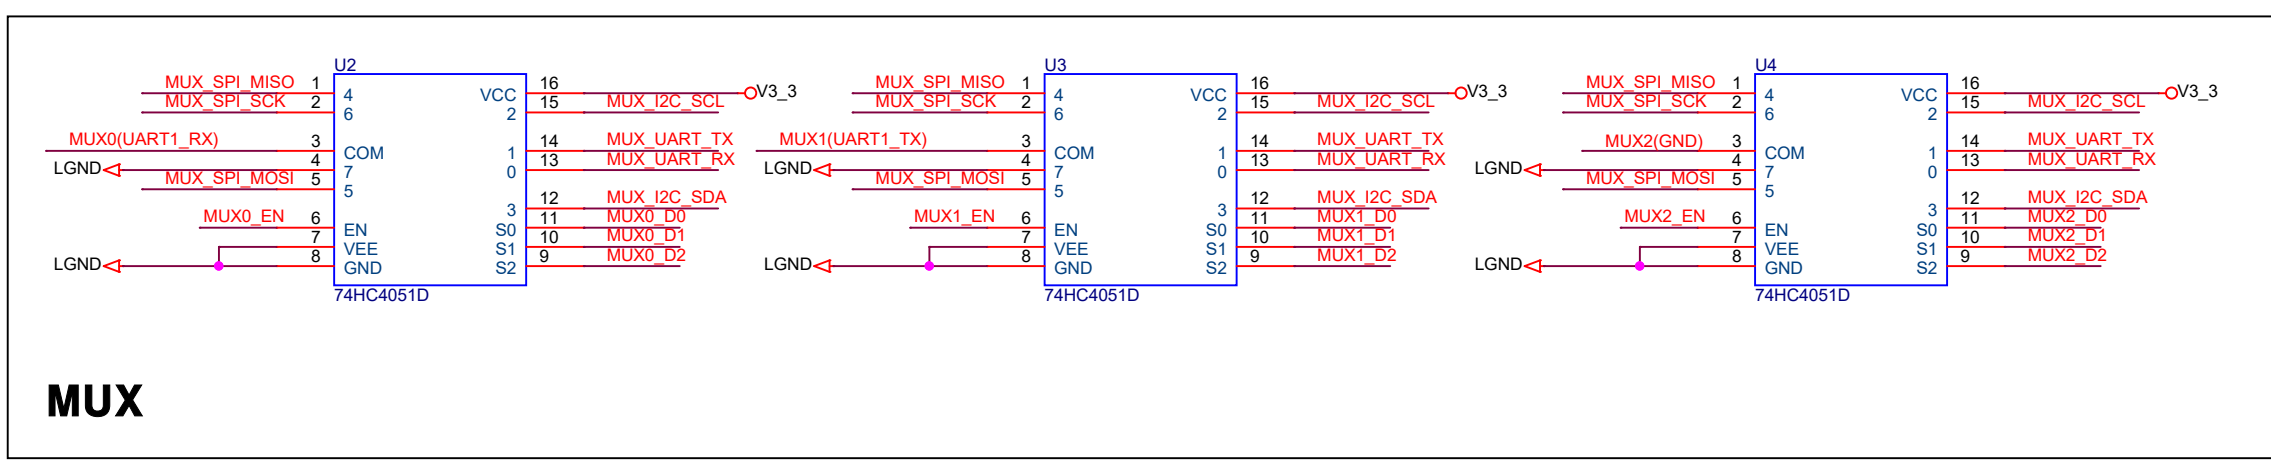 U2
MUX_SPI_MISO 1 4 VCC 16 V3_3
MUX_SPI_SCK 2 6 2 15 MUX_I2C_SCL
MUX0(UART1_RX) 3 COM 1 14 MUX_UART_TX
LGND 4 7 0 13 MUX_UART_RX
MUX_SPI_MOSI 5 5
3 12 MUX_I2C_SDA
MUX0_EN 6 EN S0 11 MUX0_D0
7 VEE S1 10 MUX0_D1
LGND 8 GND S2 9 MUX0_D2
74HC4051D
U3
MUX_SPI_MISO 1 4 VCC 16 V3_3
MUX_SPI_SCK 2 6 2 15 MUX_I2C_SCL
MUX1(UART1_TX) 3 COM 1 14 MUX_UART_TX
LGND 4 7 0 13 MUX_UART_RX
MUX_SPI_MOSI 5 5
3 12 MUX_I2C_SDA
MUX1_EN 6 EN S0 11 MUX1_D0
7 VEE S1 10 MUX1_D1
LGND 8 GND S2 9 MUX1_D2
74HC4051D
U4
MUX_SPI_MISO 1 4 VCC 16 V3_3
MUX_SPI_SCK 2 6 2 15 MUX_I2C_SCL
MUX2(GND) 3 COM 1 14 MUX_UART_TX
LGND 4 7 0 13 MUX_UART_RX
MUX_SPI_MOSI 5 5
3 12 MUX_I2C_SDA
MUX2_EN 6 EN S0 11 MUX2_D0
7 VEE S1 10 MUX2_D1
LGND 8 GND S2 9 MUX2_D2
74HC4051D
MUX